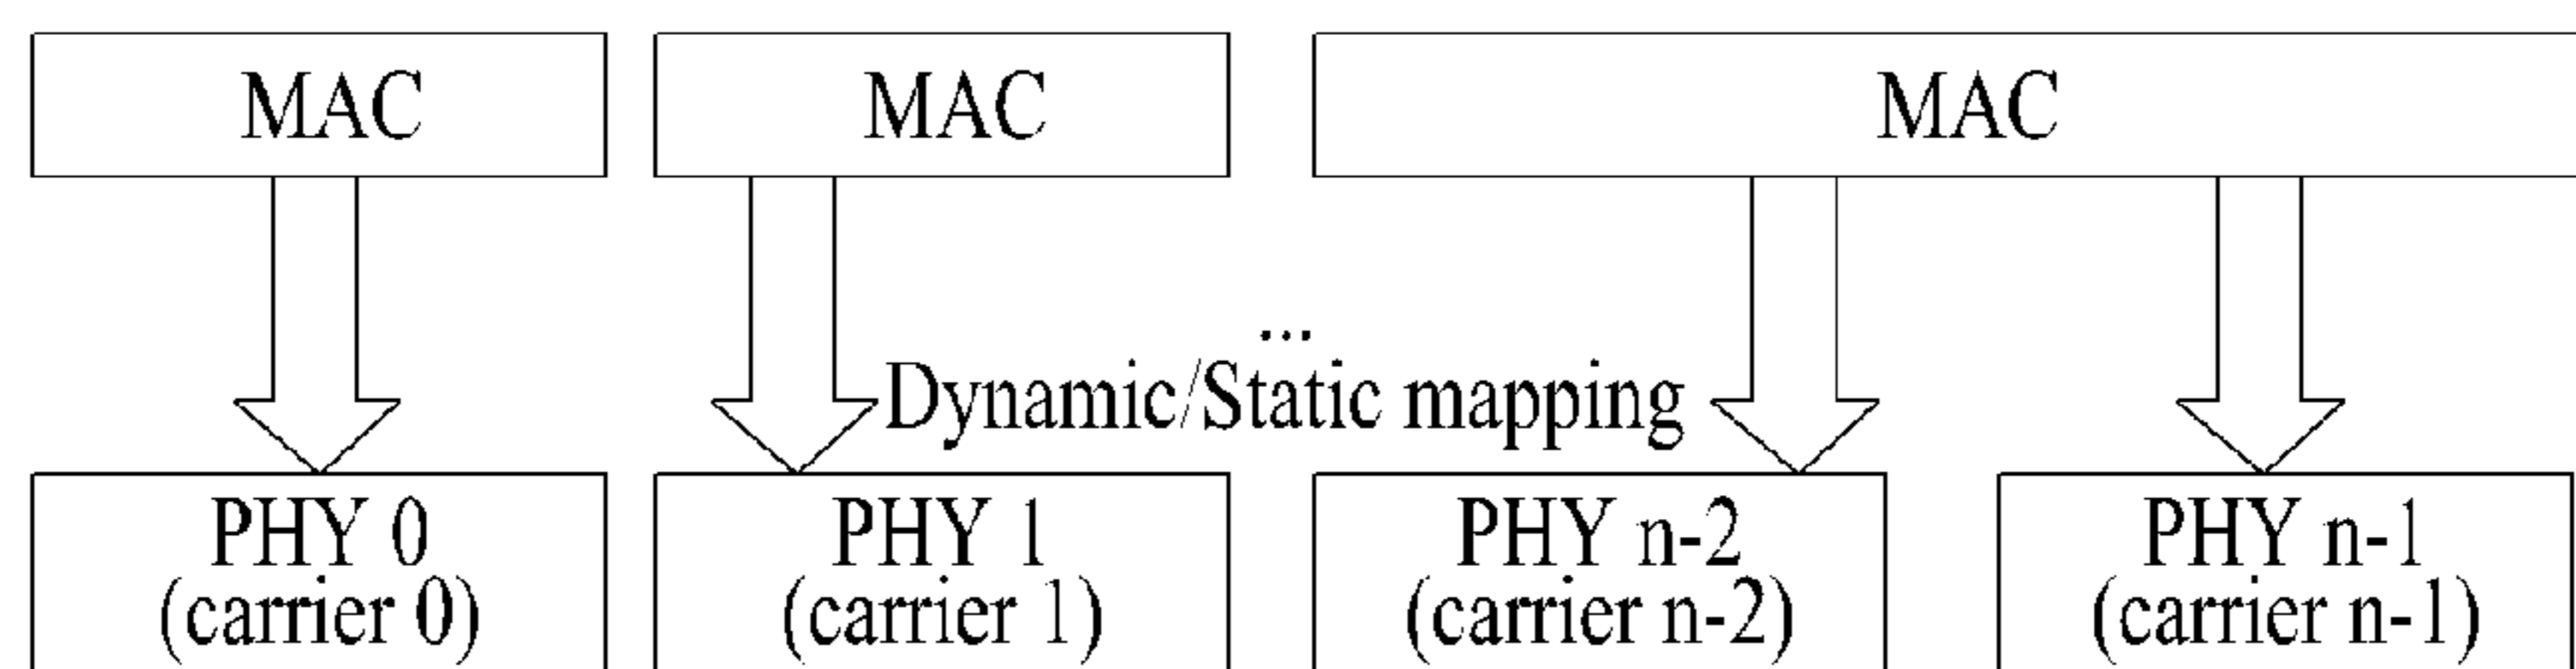 MAC MAC MAC
...
Dynamic/Static mapping
PHY 0 PHY 1 PHY n-2 PHY n-1
(carrier 0) (carrier 1) (carrier n-2) (carrier n-1)